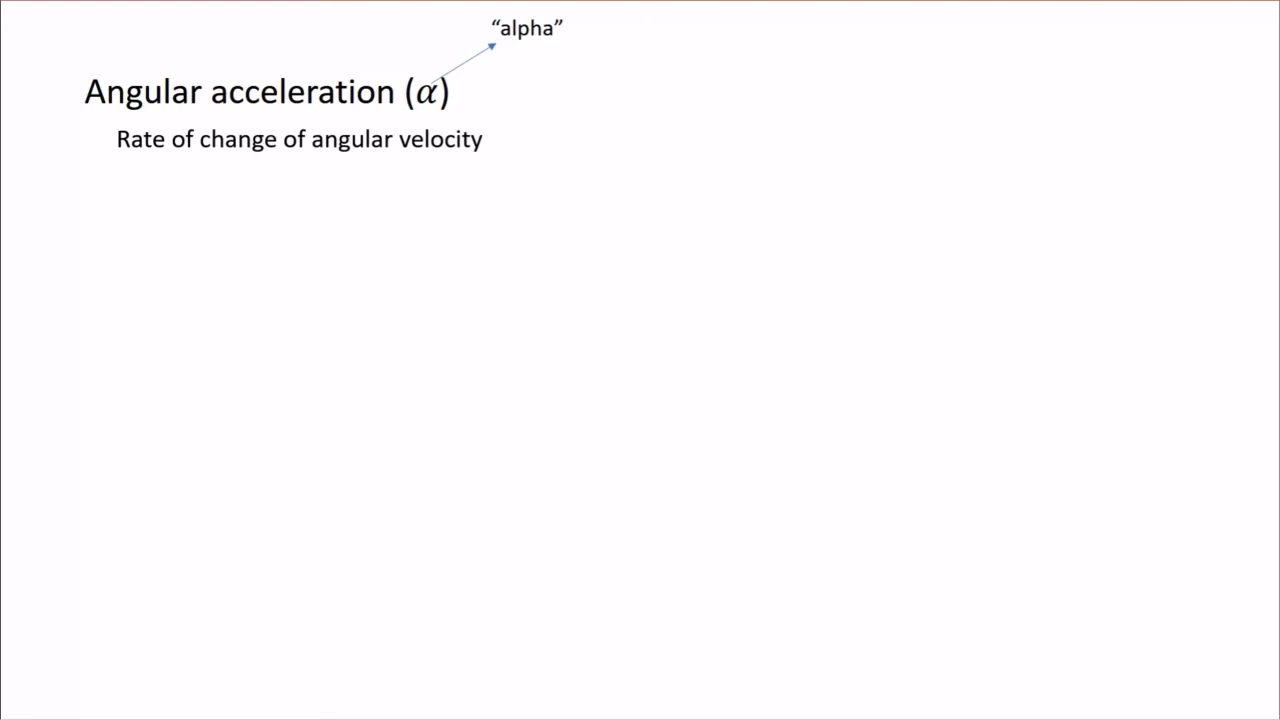 “alpha”
Angular acceleration (α)
Rate of change of angular velocity